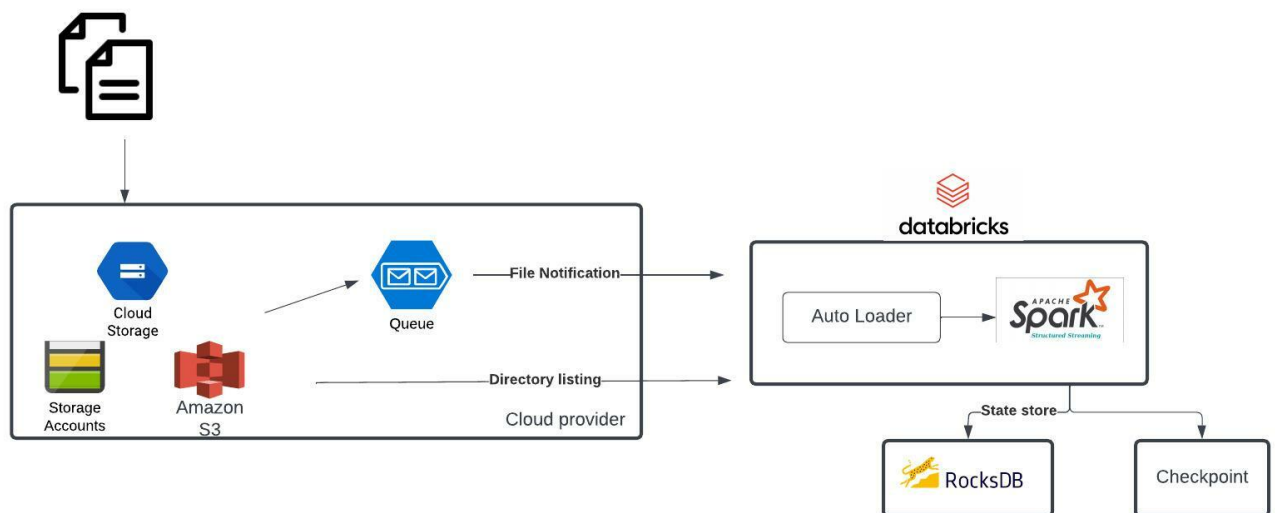 databricks
Cloud
Storage
Queue
File Notification
Auto Loader
APACHE
Spark
Structured Streaming
Storage
Accounts
Amazon
S3
Directory listing
Cloud provider
State store
RocksDB
Checkpoint